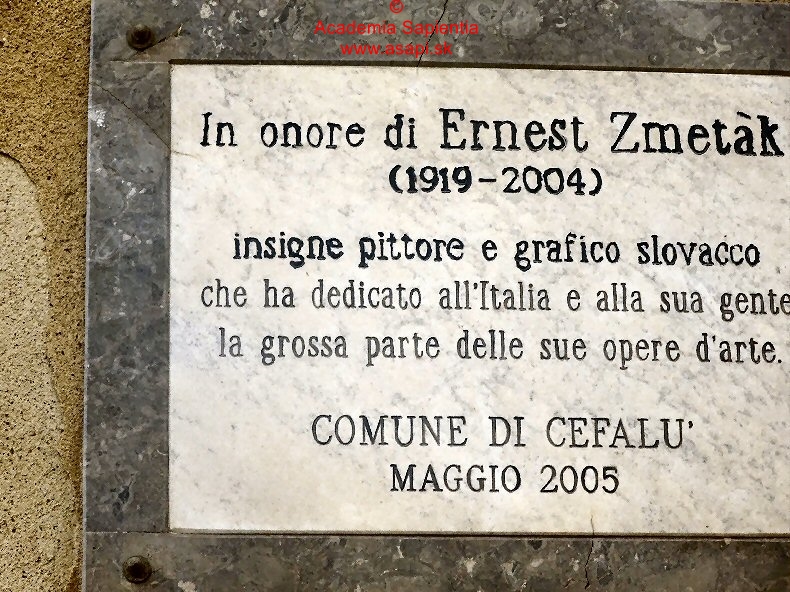 ©
Academia Sapientia
www.asapi.sk
In onore di Ernest Zmetàk
(1919-2004)
insigne pittore e grafico slovacco
che ha dedicato all'Italia e alla sua gente
la grossa parte delle sue opere d'arte.
COMUNE DI CEFALU'
MAGGIO 2005